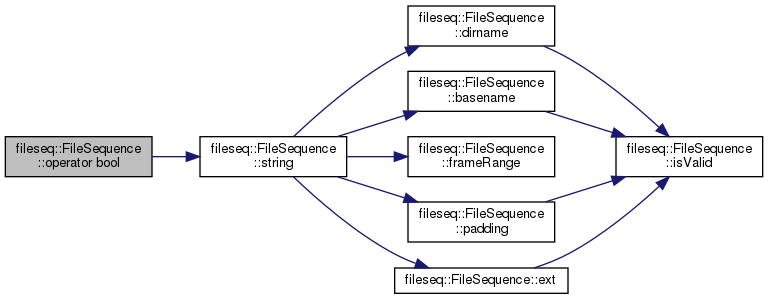 fileseq::FileSequence
::operator bool
fileseq::FileSequence
::string
fileseq::FileSequence
::dirname
fileseq::FileSequence
::basename
fileseq::FileSequence
::frameRange
fileseq::FileSequence
::padding
fileseq::FileSequence::ext
fileseq::FileSequence
::isValid